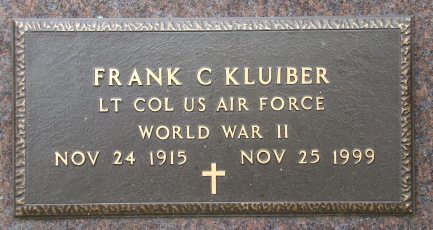 FRANK C KLUIBER
LT COL US AIR FORCE
WORLD WAR II
NOV 24 1915 NOV 25 1999